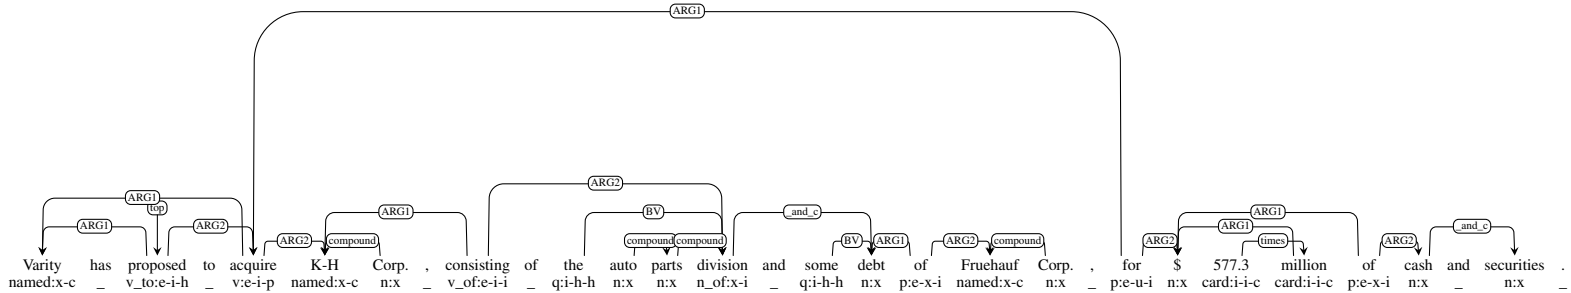 ARG1
ARG2
ARG1 top BV ARG1 _and_c ARG1 ARG1
ARG1 ARG2 ARG2 compound compound compound BV ARG1 ARG2 compound ARG2 times ARG2 _and_c
Varity has proposed to acquire K-H Corp. , consisting of the auto parts division and some debt of Fruehauf Corp. , for $ 577.3 million of cash and securities .
named:x-c _ v_to:e-i-h _ v:e-i-p named:x-c n:x _ v_of:e-i-i _ q:i-h-h n:x n:x n_of:x-i _ q:i-h-h n:x p:e-x-i named:x-c n:x _ p:e-u-i n:x card:i-i-c card:i-i-c p:e-x-i n:x _ n:x _